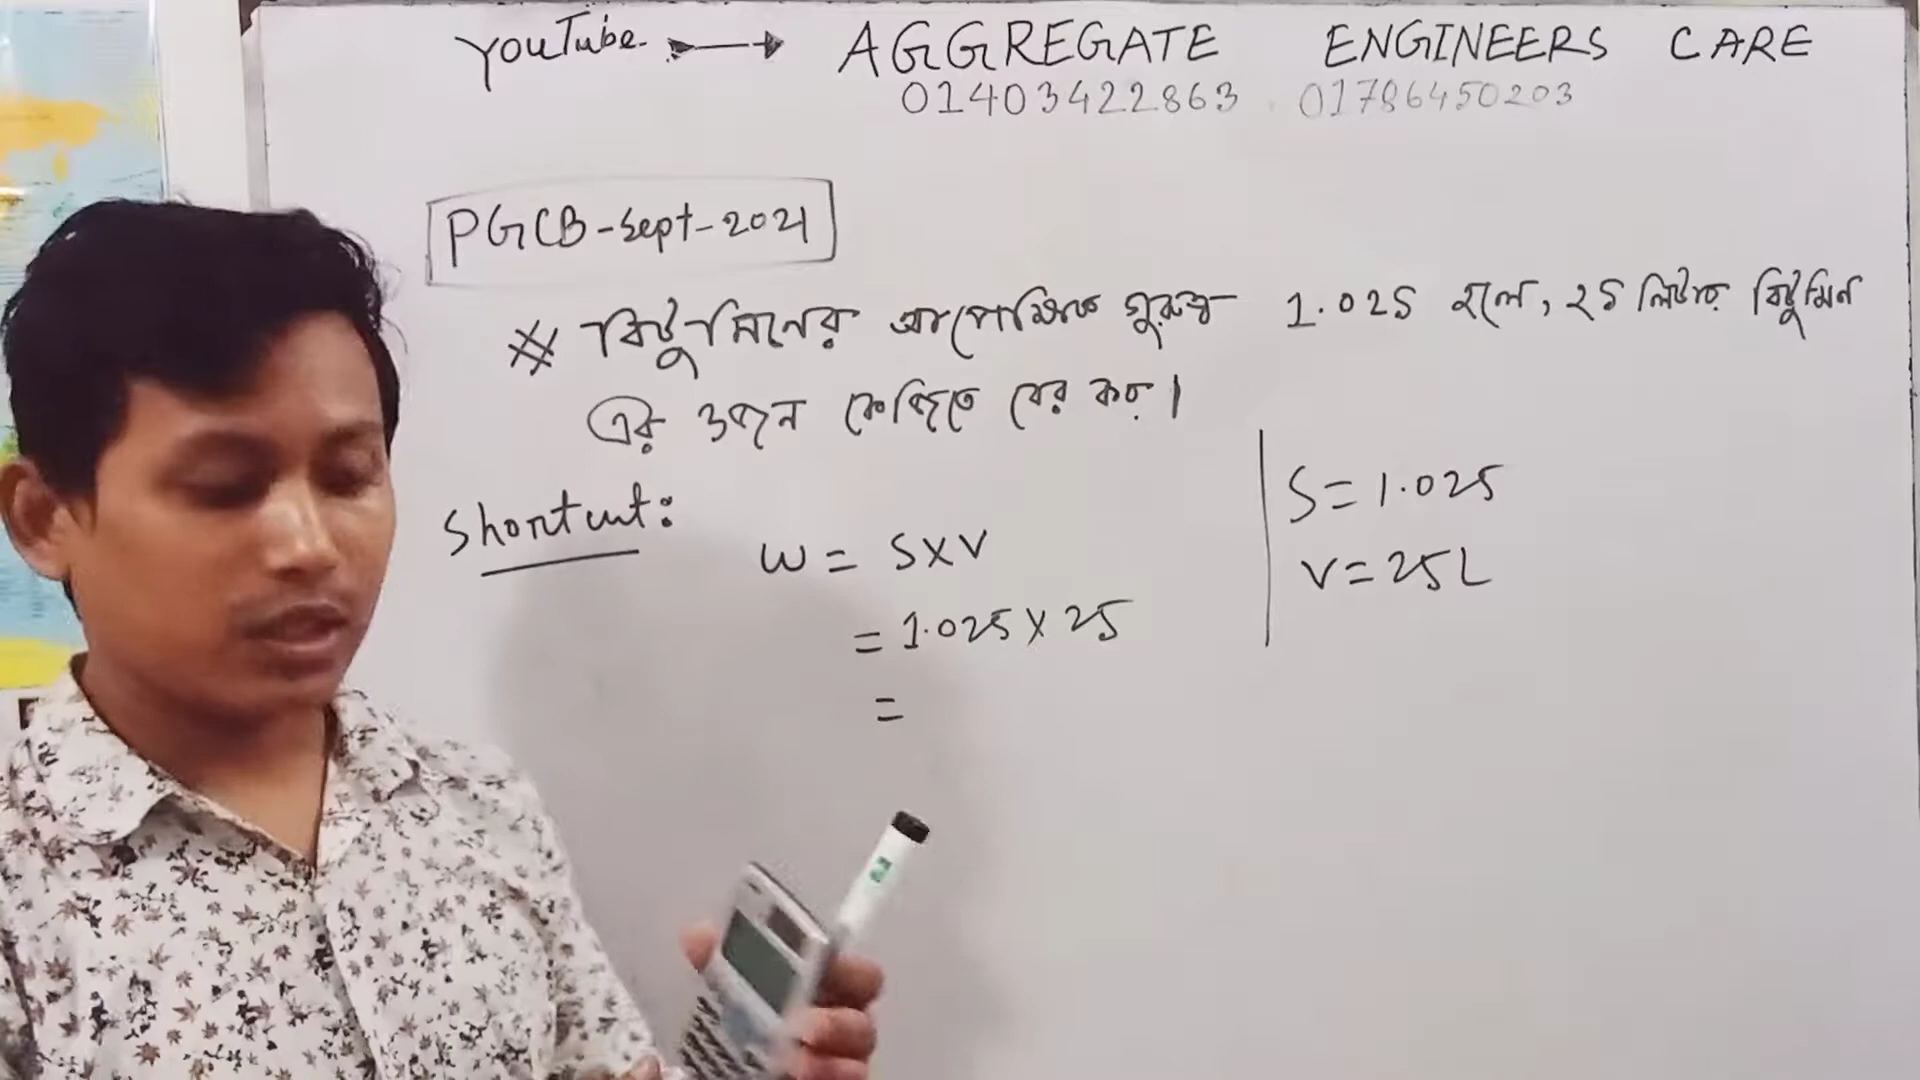 YouTube. → AGGREGATE ENGINEERS CARE
01403422863 01786450203
PGCB-Sept-2021
※ বিটুমিনের আপেক্ষিক গুরুত্ব 1.025 হলে, ২৫ লিটার বিটুমিন
এর ওজন কেজিতে বের কর।
Shortcut:
W = S×V
= 1.025 × 25
=
S = 1.025
V = 25L